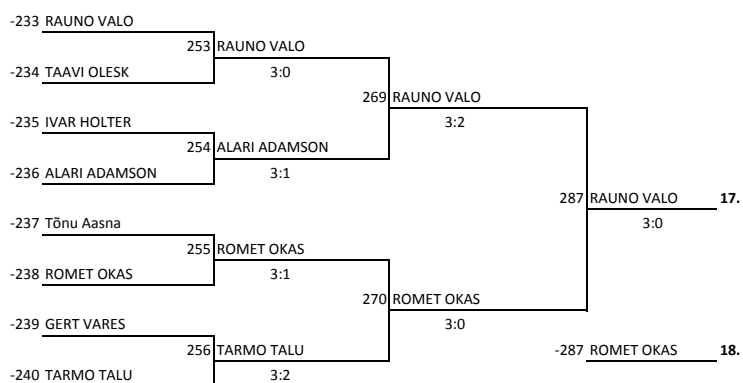 -233 RAUNO VALO
253 RAUNO VALO
-234 TAAVI OLESK
3:0
269 RAUNO VALO
-235 IVAR HOLTER
3:2
254 ALARI ADAMSON
-236 ALARI ADAMSON
3:1
287 RAUNO VALO 17.
-237 Tõnu Aasna
3:0
255 ROMET OKAS
-238 ROMET OKAS
3:1
270 ROMET OKAS
-239 GERT VARES
3:0
256 TARMO TALU
-287 ROMET OKAS 18.
-240 TARMO TALU
3:2